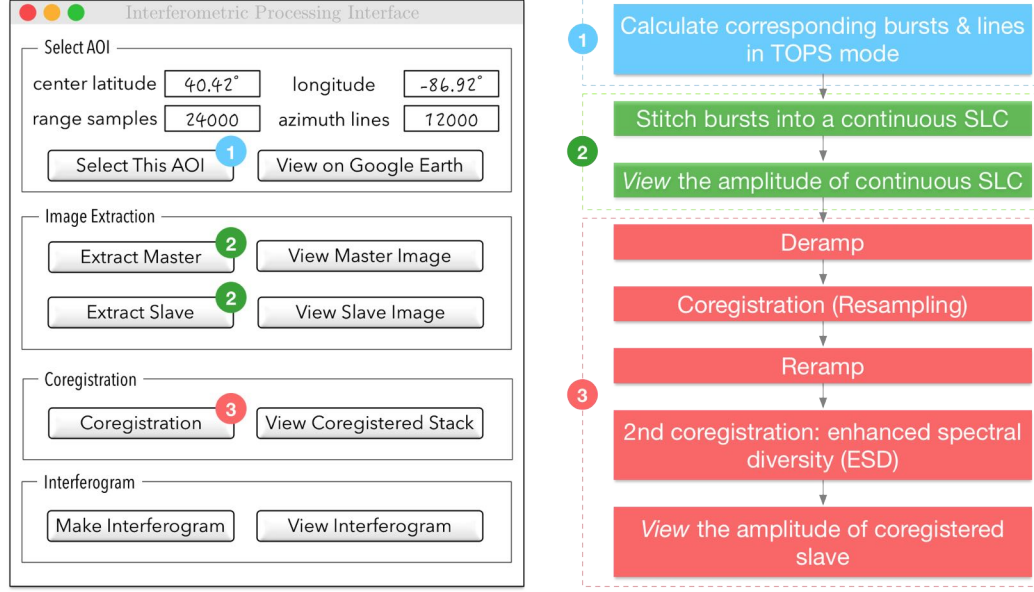 Interferometric Processing Interface
Select AOI
center latitude 40.42° longitude -86.92°
range samples 24000 azimuth lines 12000
Select This AOI 1 View on Google Earth
Image Extraction
Extract Master 2 View Master Image
Extract Slave 2 View Slave Image
Coregistration
Coregistration 3 View Coregistered Stack
Interferogram
Make Interferogram View Interferogram
1
Calculate corresponding bursts & lines
in TOPS mode
2
Stitch bursts into a continuous SLC
View the amplitude of continuous SLC
3
Deramp
Coregistration (Resampling)
Reramp
2nd coregistration: enhanced spectral
diversity (ESD)
View the amplitude of coregistered
slave